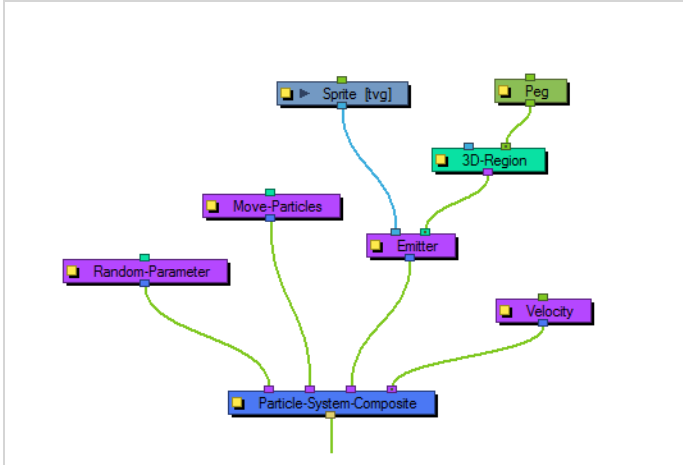 Sprite [tvg]
Peg
3D-Region
Move-Particles
Emitter
Random-Parameter
Velocity
Particle-System-Composite